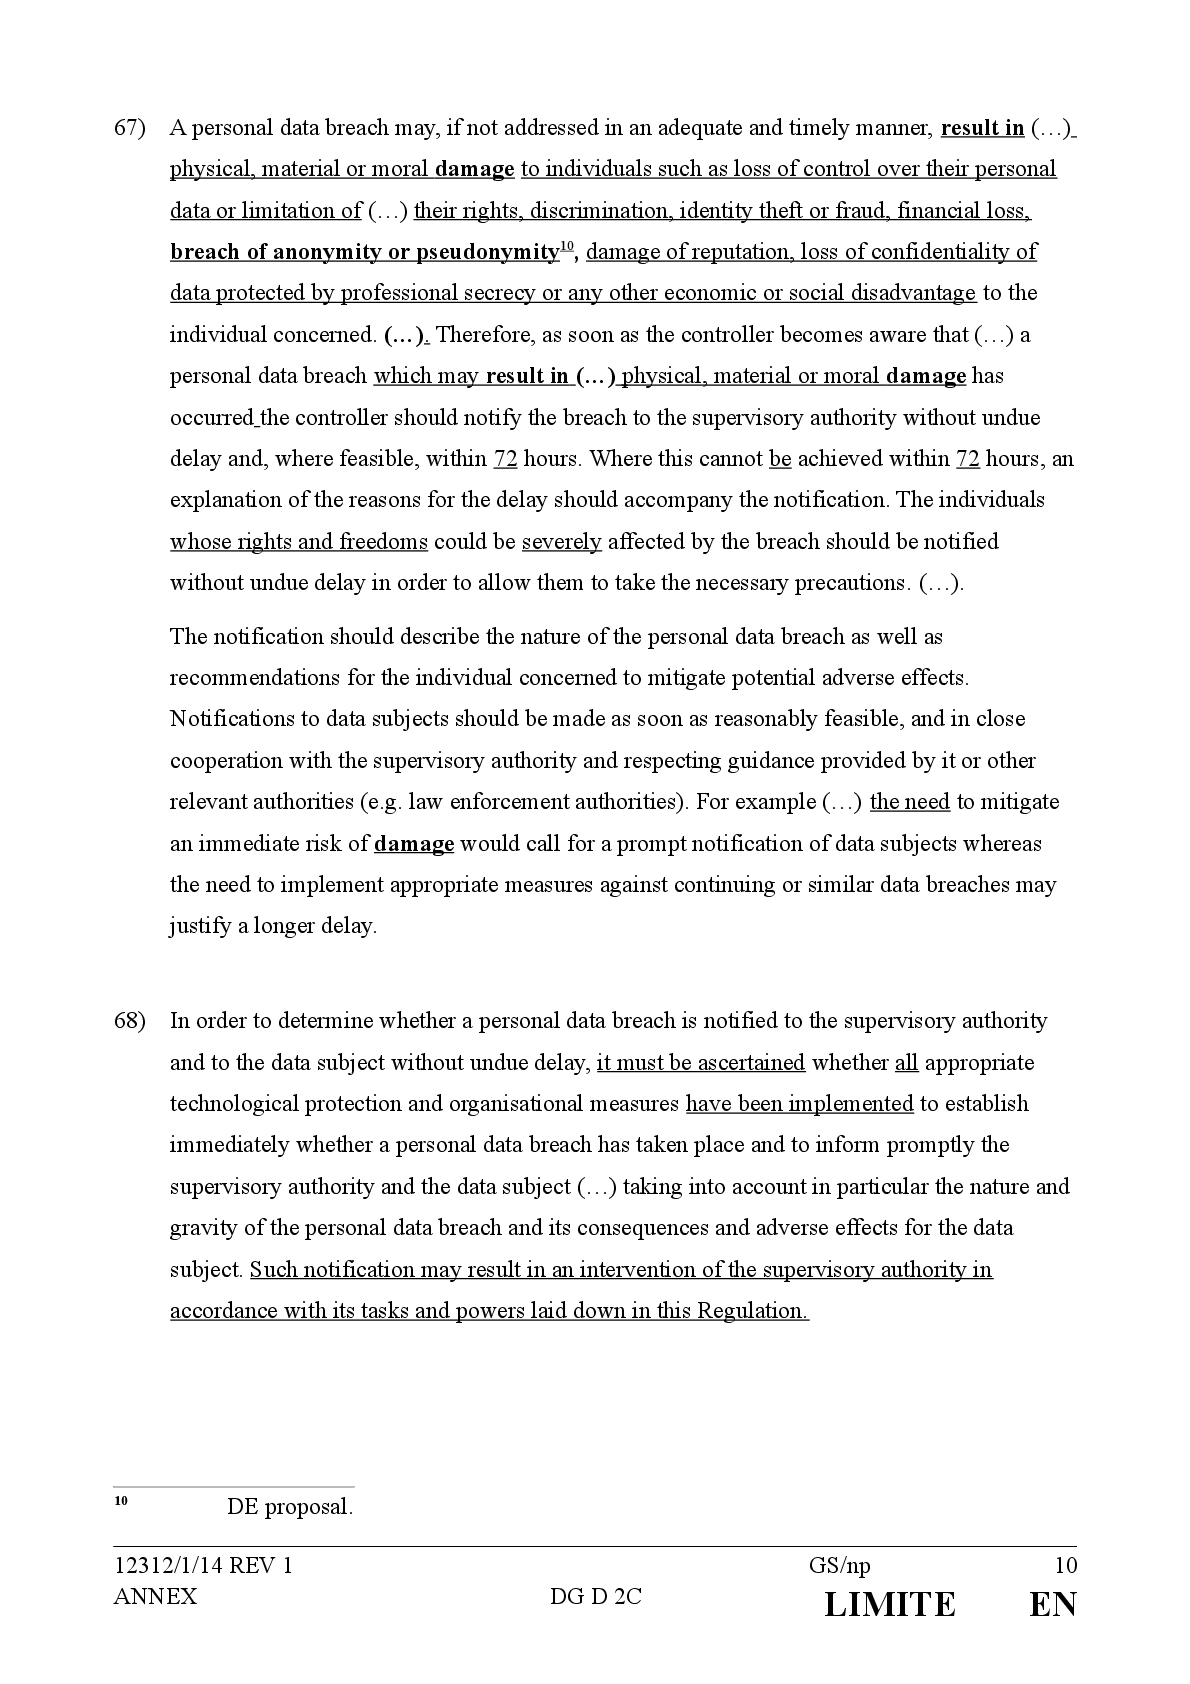 67) A personal data breach may, if not addressed in an adequate and timely manner, result in (…)
physical, material or moral damage to individuals such as loss of control over their personal
data or limitation of (…) their rights, discrimination, identity theft or fraud, financial loss,
breach of anonymity or pseudonymity10, damage of reputation, loss of confidentiality of
data protected by professional secrecy or any other economic or social disadvantage to the
individual concerned. (…). Therefore, as soon as the controller becomes aware that (…) a
personal data breach which may result in (…) physical, material or moral damage has
occurred the controller should notify the breach to the supervisory authority without undue
delay and, where feasible, within 72 hours. Where this cannot be achieved within 72 hours, an
explanation of the reasons for the delay should accompany the notification. The individuals
whose rights and freedoms could be severely affected by the breach should be notified
without undue delay in order to allow them to take the necessary precautions. (…).
The notification should describe the nature of the personal data breach as well as
recommendations for the individual concerned to mitigate potential adverse effects.
Notifications to data subjects should be made as soon as reasonably feasible, and in close
cooperation with the supervisory authority and respecting guidance provided by it or other
relevant authorities (e.g. law enforcement authorities). For example (…) the need to mitigate
an immediate risk of damage would call for a prompt notification of data subjects whereas
the need to implement appropriate measures against continuing or similar data breaches may
justify a longer delay.
68) In order to determine whether a personal data breach is notified to the supervisory authority
and to the data subject without undue delay, it must be ascertained whether all appropriate
technological protection and organisational measures have been implemented to establish
immediately whether a personal data breach has taken place and to inform promptly the
supervisory authority and the data subject (…) taking into account in particular the nature and
gravity of the personal data breach and its consequences and adverse effects for the data
subject. Such notification may result in an intervention of the supervisory authority in
accordance with its tasks and powers laid down in this Regulation.
10 DE proposal.
12312/1/14 REV 1 GS/np 10
ANNEX DG D 2C LIMITE EN